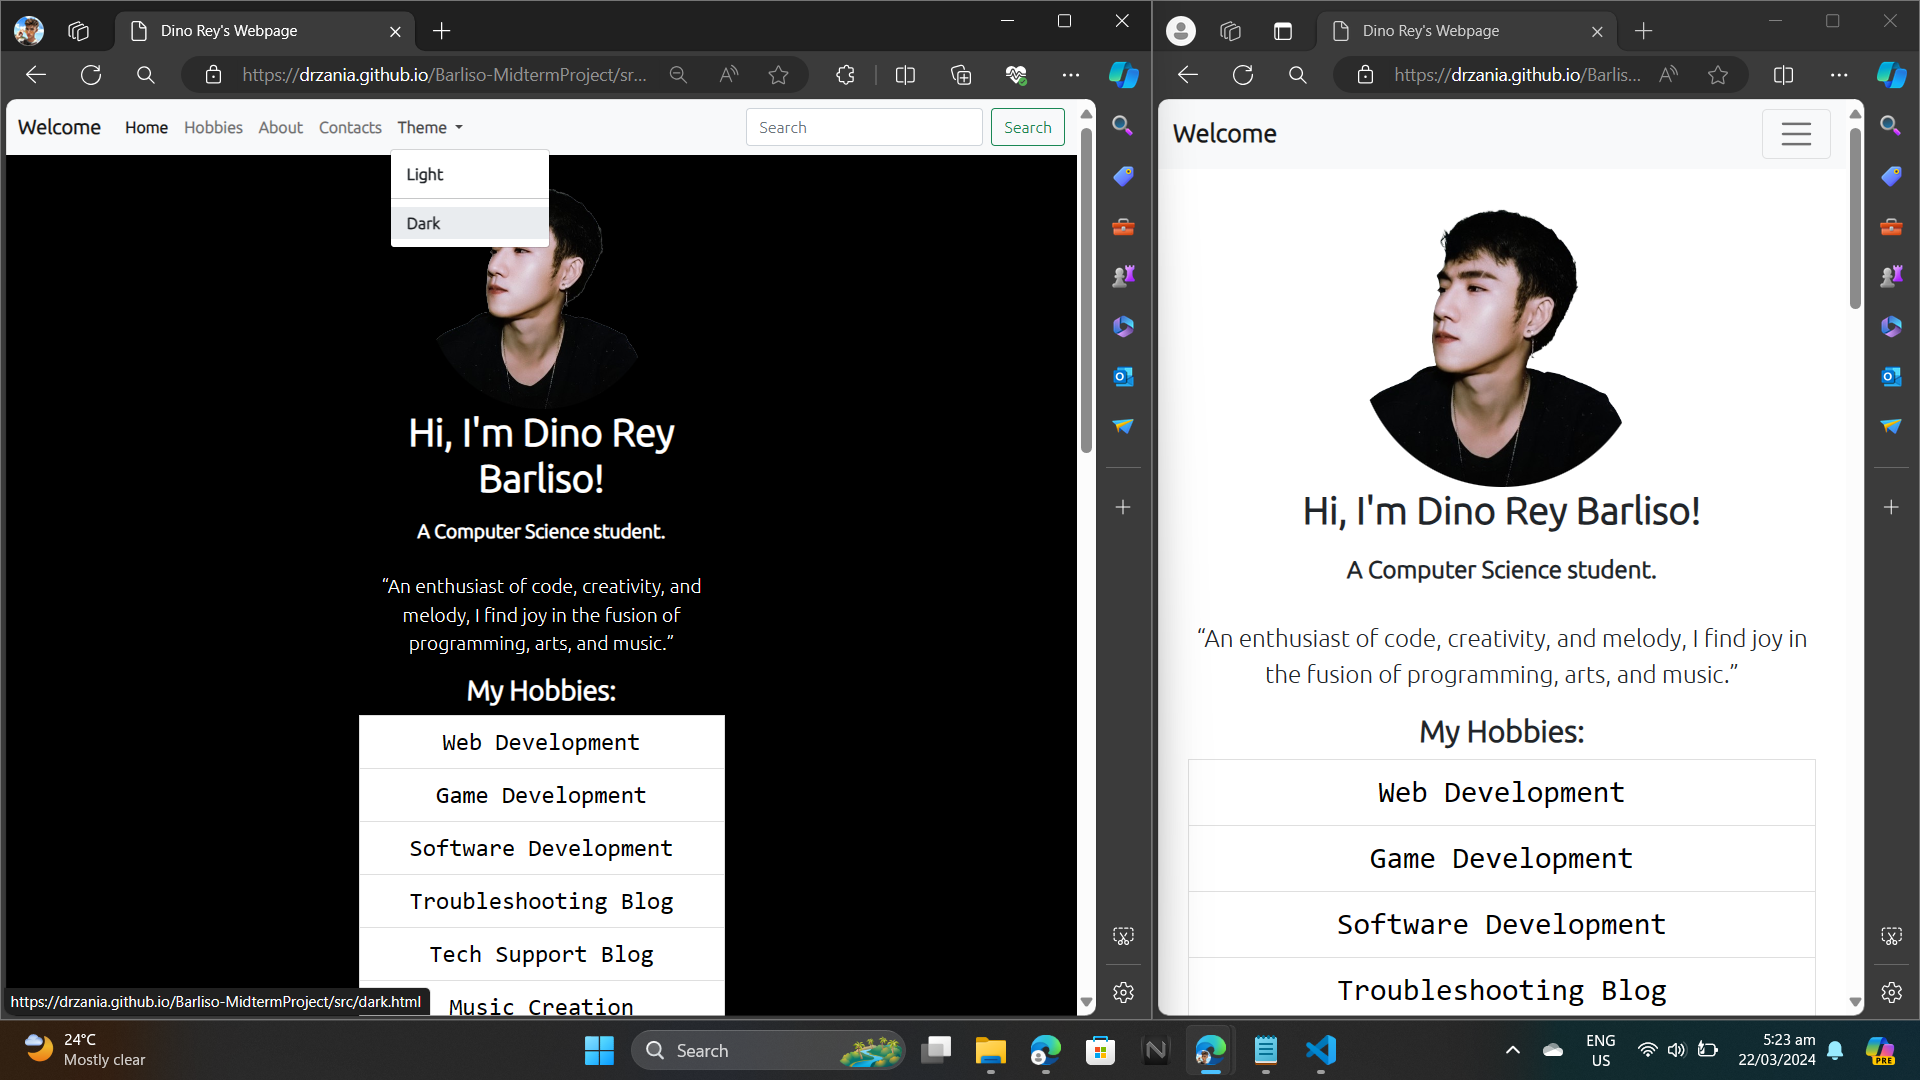 Dino Rey's Webpage
https://drzania.github.io/Barliso-MidtermProject/sr...
Welcome Home Hobbies About Contacts Theme Search Search
Light
Dark
Hi, I'm Dino Rey
Barliso!
A Computer Science student.
“An enthusiast of code, creativity, and
melody, I find joy in the fusion of
programming, arts, and music.”
My Hobbies:
Web Development
Game Development
Software Development
Troubleshooting Blog
Tech Support Blog
Music Creation
https://drzania.github.io/Barliso-MidtermProject/src/dark.html
Dino Rey's Webpage
https://drzania.github.io/Barlis...
Welcome
Hi, I'm Dino Rey Barliso!
A Computer Science student.
“An enthusiast of code, creativity, and melody, I find joy in
the fusion of programming, arts, and music.”
My Hobbies:
Web Development
Game Development
Software Development
Troubleshooting Blog
24°C
Mostly clear
Search
ENG
US
5:23 am
22/03/2024
PRE